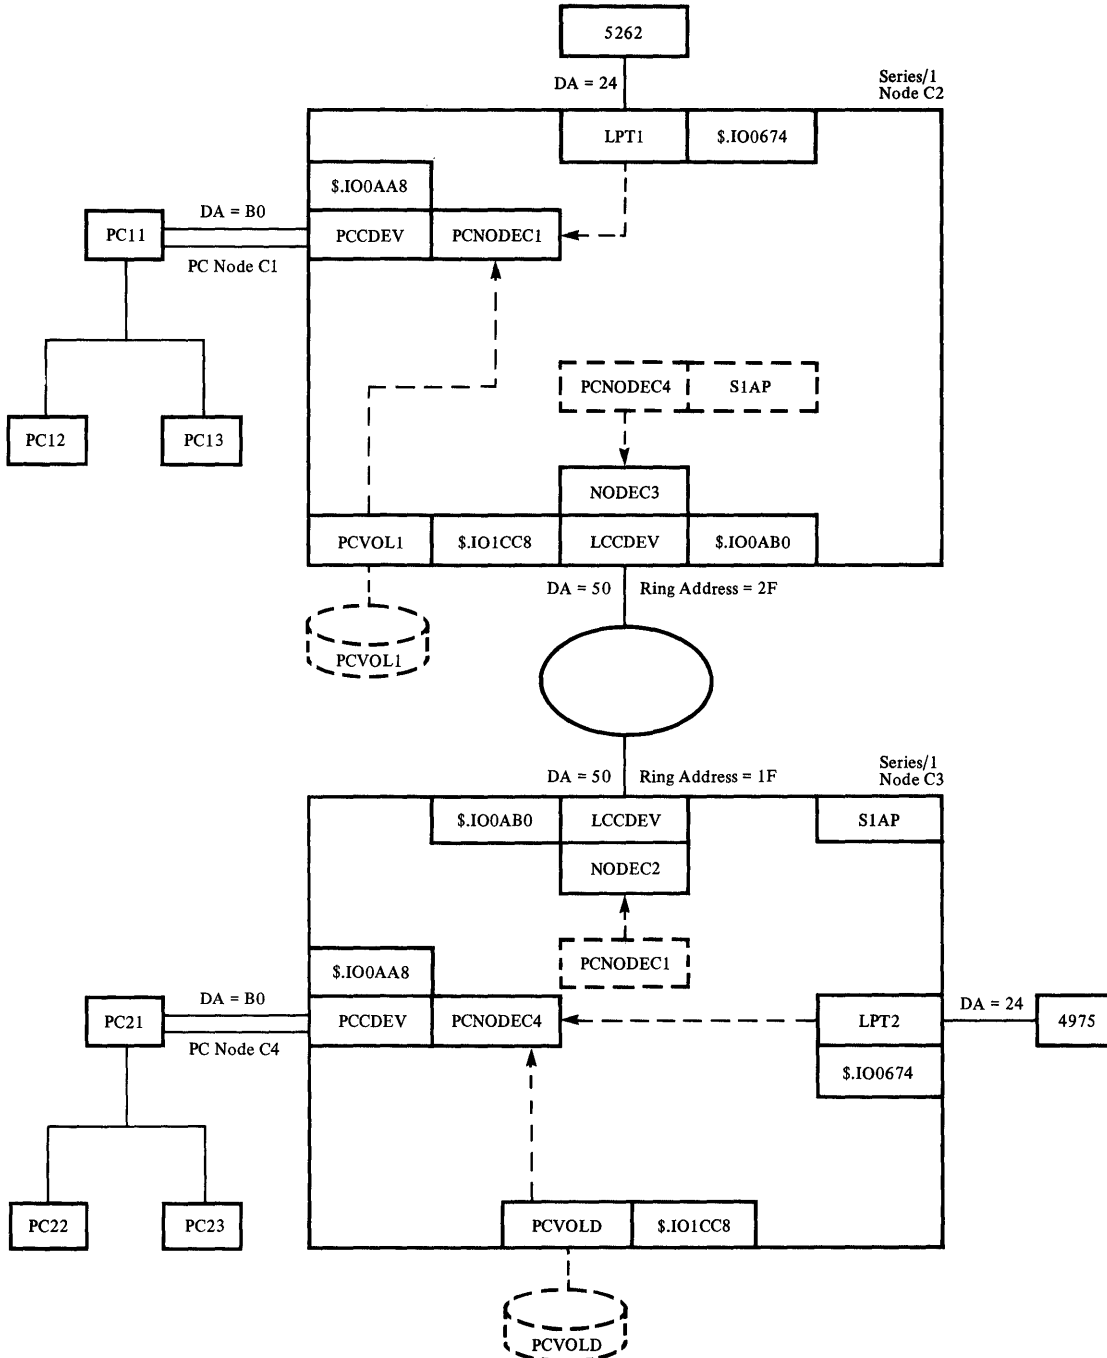 5262
DA = 24
Series/1
Node C2
LPT1
$.IO0674
$.IO0AA8
DA = B0
PC11
PCCDEV
PCNODEC1
PC Node C1
PCNODEC4
S1AP
PC12
PC13
NODEC3
PCVOL1
$.IO1CC8
LCCDEV
$.IO0AB0
DA = 50
Ring Address = 2F
PCVOL1
DA = 50
Ring Address = 1F
Series/1
Node C3
$.IO0AB0
LCCDEV
S1AP
NODEC2
PCNODEC1
$.IO0AA8
DA = B0
PC21
PCCDEV
PCNODEC4
LPT2
DA = 24
4975
PC Node C4
$.IO0674
PC22
PC23
PCVOLD
$.IO1CC8
PCVOLD